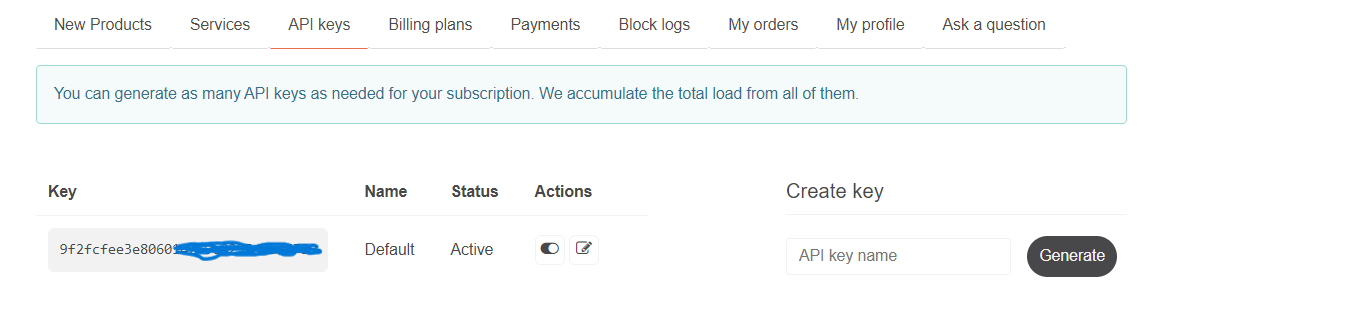 New Products Services API keys Billing plans Payments Block logs My orders My profile Ask a question
You can generate as many API keys as needed for your subscription. We accumulate the total load from all of them.
Key Name Status Actions
Create key
9f2fcfee3e8060 Default Active
API key name Generate